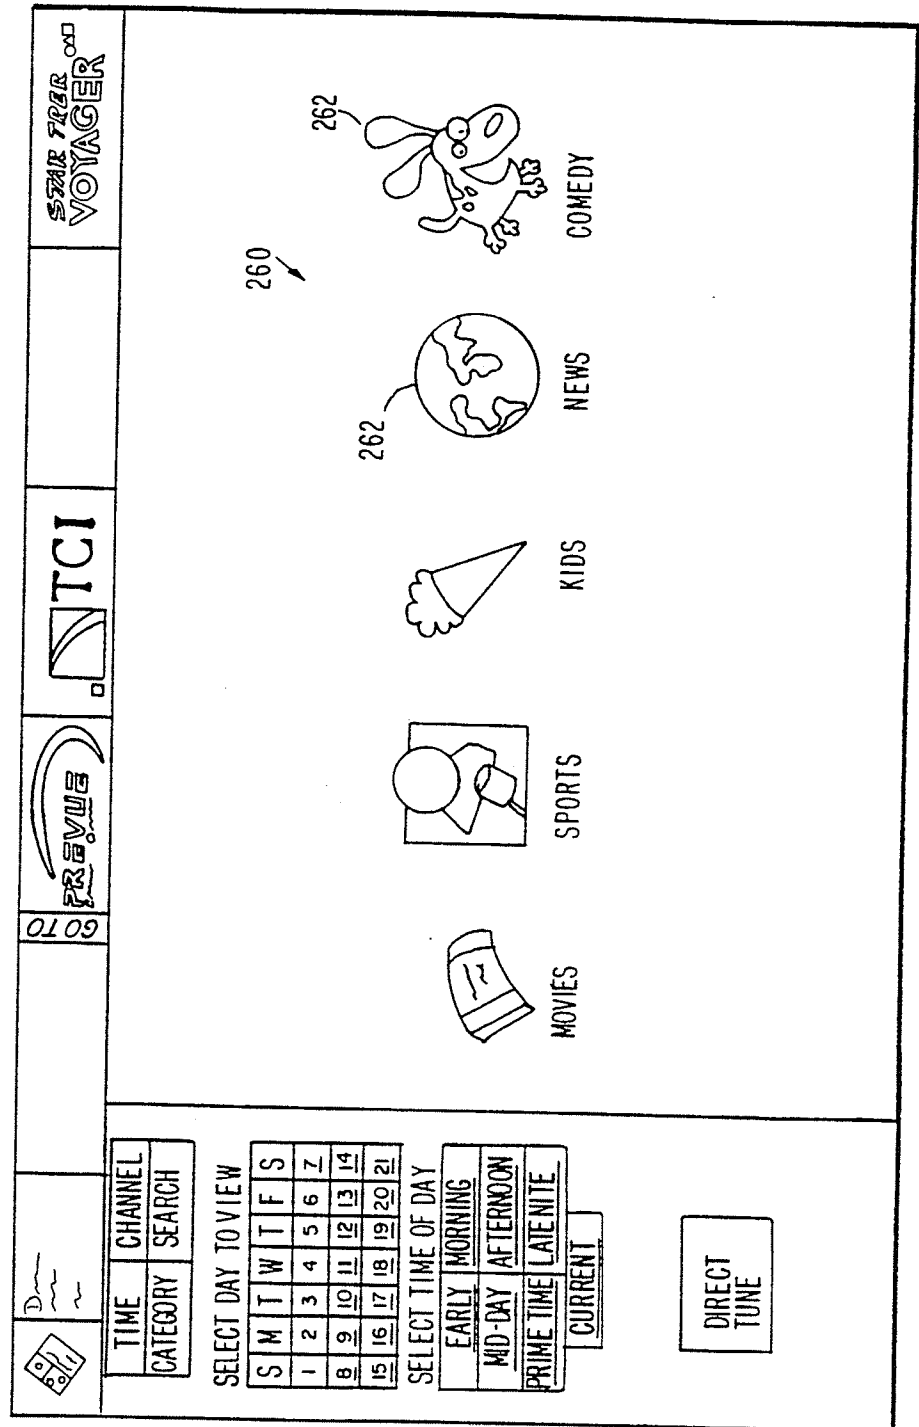 GO TO
PREVUE
TCI
STAR TREK
VOYAGER
TIME CHANNEL
CATEGORY SEARCH
SELECT DAY TO VIEW
S M T W T F S
1 2 3 4 5 6 7
8 9 10 11 12 13 14
15 16 17 18 19 20 21
SELECT TIME OF DAY
EARLY MORNING
MID-DAY AFTERNOON
PRIME TIME LATE NITE
CURRENT
DIRECT
TUNE
260
262
262
MOVIES
SPORTS
KIDS
NEWS
COMEDY